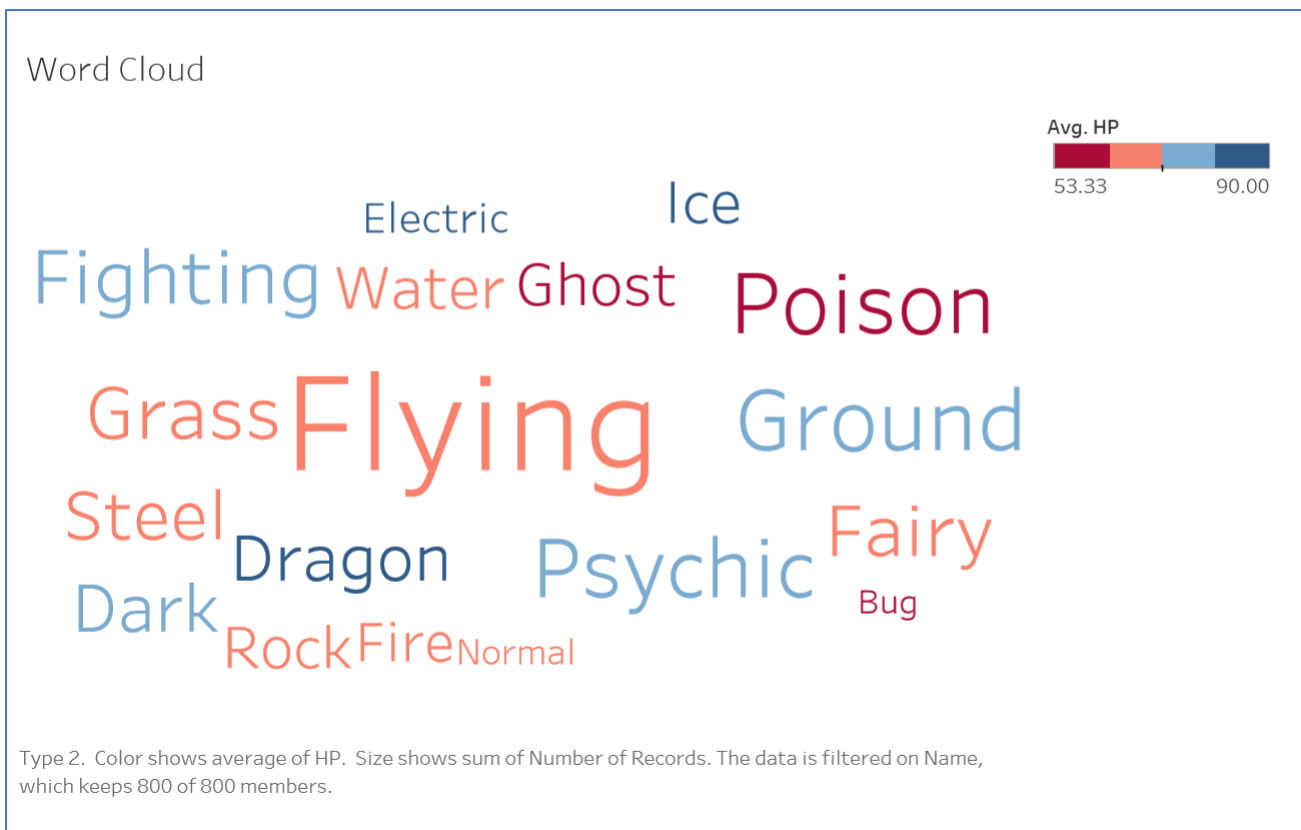 Word Cloud
Avg. HP
53.33 90.00
Ice
Electric
Fighting Water Ghost Poison
Grass Flying Ground
Steel Dragon Psychic Fairy
Dark Bug
Rock Fire Normal
Type 2.  Color shows average of HP.  Size shows sum of Number of Records. The data is filtered on Name,
which keeps 800 of 800 members.